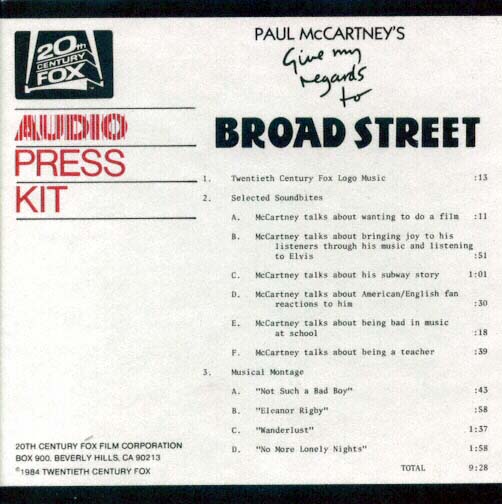 20th
CENTURY
FOX
AUDIO
PRESS
KIT
PAUL McCARTNEY'S
Give my
regards
to
BROAD STREET
1. Twentieth Century Fox Logo Music :13
2. Selected Soundbites
A. McCartney talks about wanting to do a film :11
B. McCartney talks about bringing joy to his
listeners through his music and listening
to Elvis :51
C. McCartney talks about his subway story 1:01
D. McCartney talks about American/English fan
reactions to him :30
E. McCartney talks about being bad in music
at school :18
F. McCartney talks about being a teacher :39
3. Musical Montage
A. "Not Such a Bad Boy" :43
B. "Eleanor Rigby" :58
C. "Wanderlust" 1:37
D. "No More Lonely Nights" 1:58
TOTAL 9:28
20TH CENTURY FOX FILM CORPORATION
BOX 900, BEVERLY HILLS, CA 90213
©1984 TWENTIETH CENTURY FOX